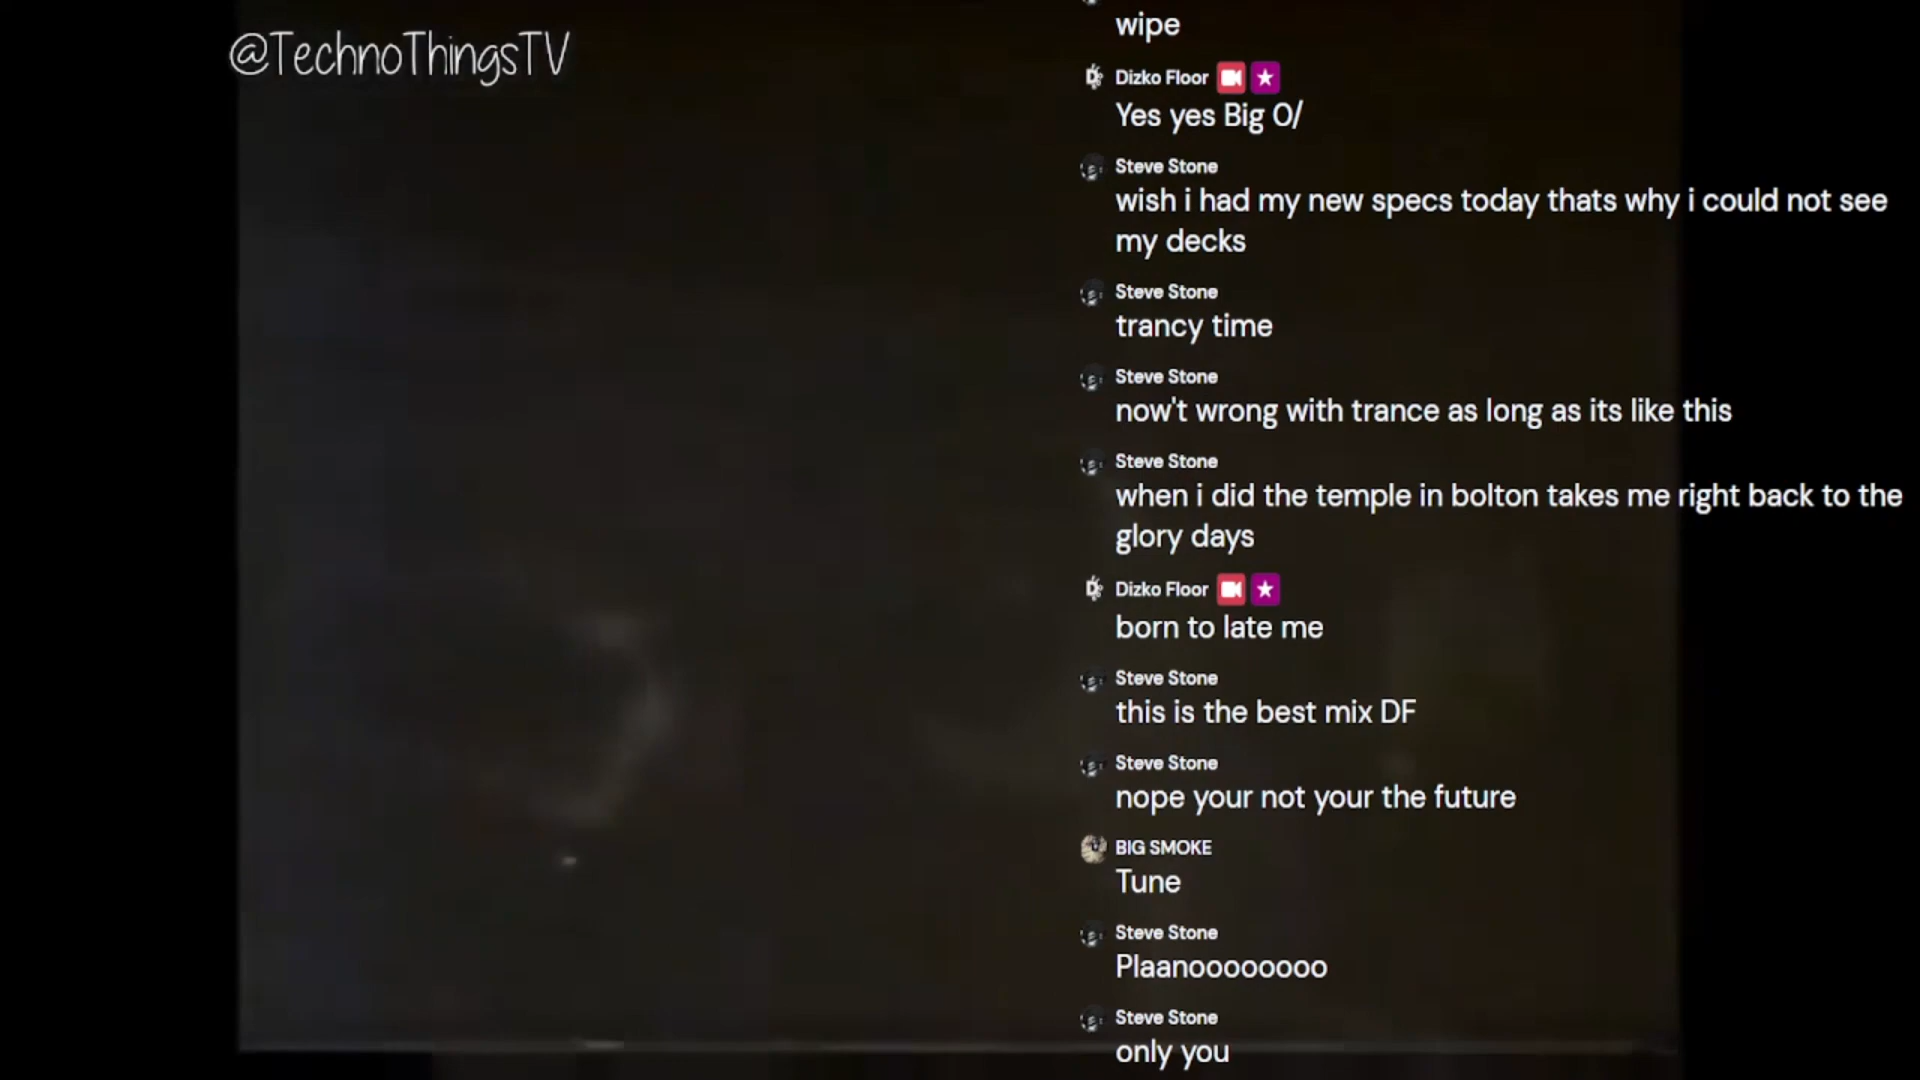 @TechnoThingsTV
wipe
Dizko Floor
Yes yes Big O/
Steve Stone
wish i had my new specs today thats why i could not see
my decks
Steve Stone
trancy time
Steve Stone
now't wrong with trance as long as its like this
Steve Stone
when i did the temple in bolton takes me right back to the
glory days
Dizko Floor
born to late me
Steve Stone
this is the best mix DF
Steve Stone
nope your not your the future
BIG SMOKE
Tune
Steve Stone
Plaanoooooooo
Steve Stone
only you